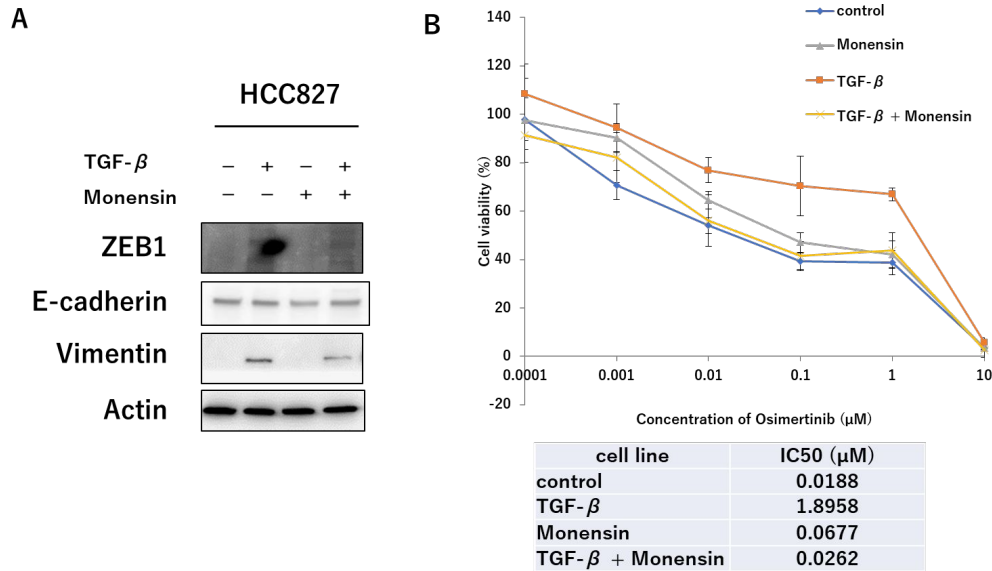 A
HCC827
TGF-β − + − +
Monensin − − + +
ZEB1
E-cadherin
Vimentin
Actin
B
control
Monensin
TGF-β
TGF-β + Monensin
Cell viability (%)
140
120
100
80
60
40
20
0
-20
0.0001 0.001 0.01 0.1 1 10
Concentration of Osimertinib (μM)
cell line IC50 (μM)
control 0.0188
TGF-β 1.8958
Monensin 0.0677
TGF-β + Monensin 0.0262